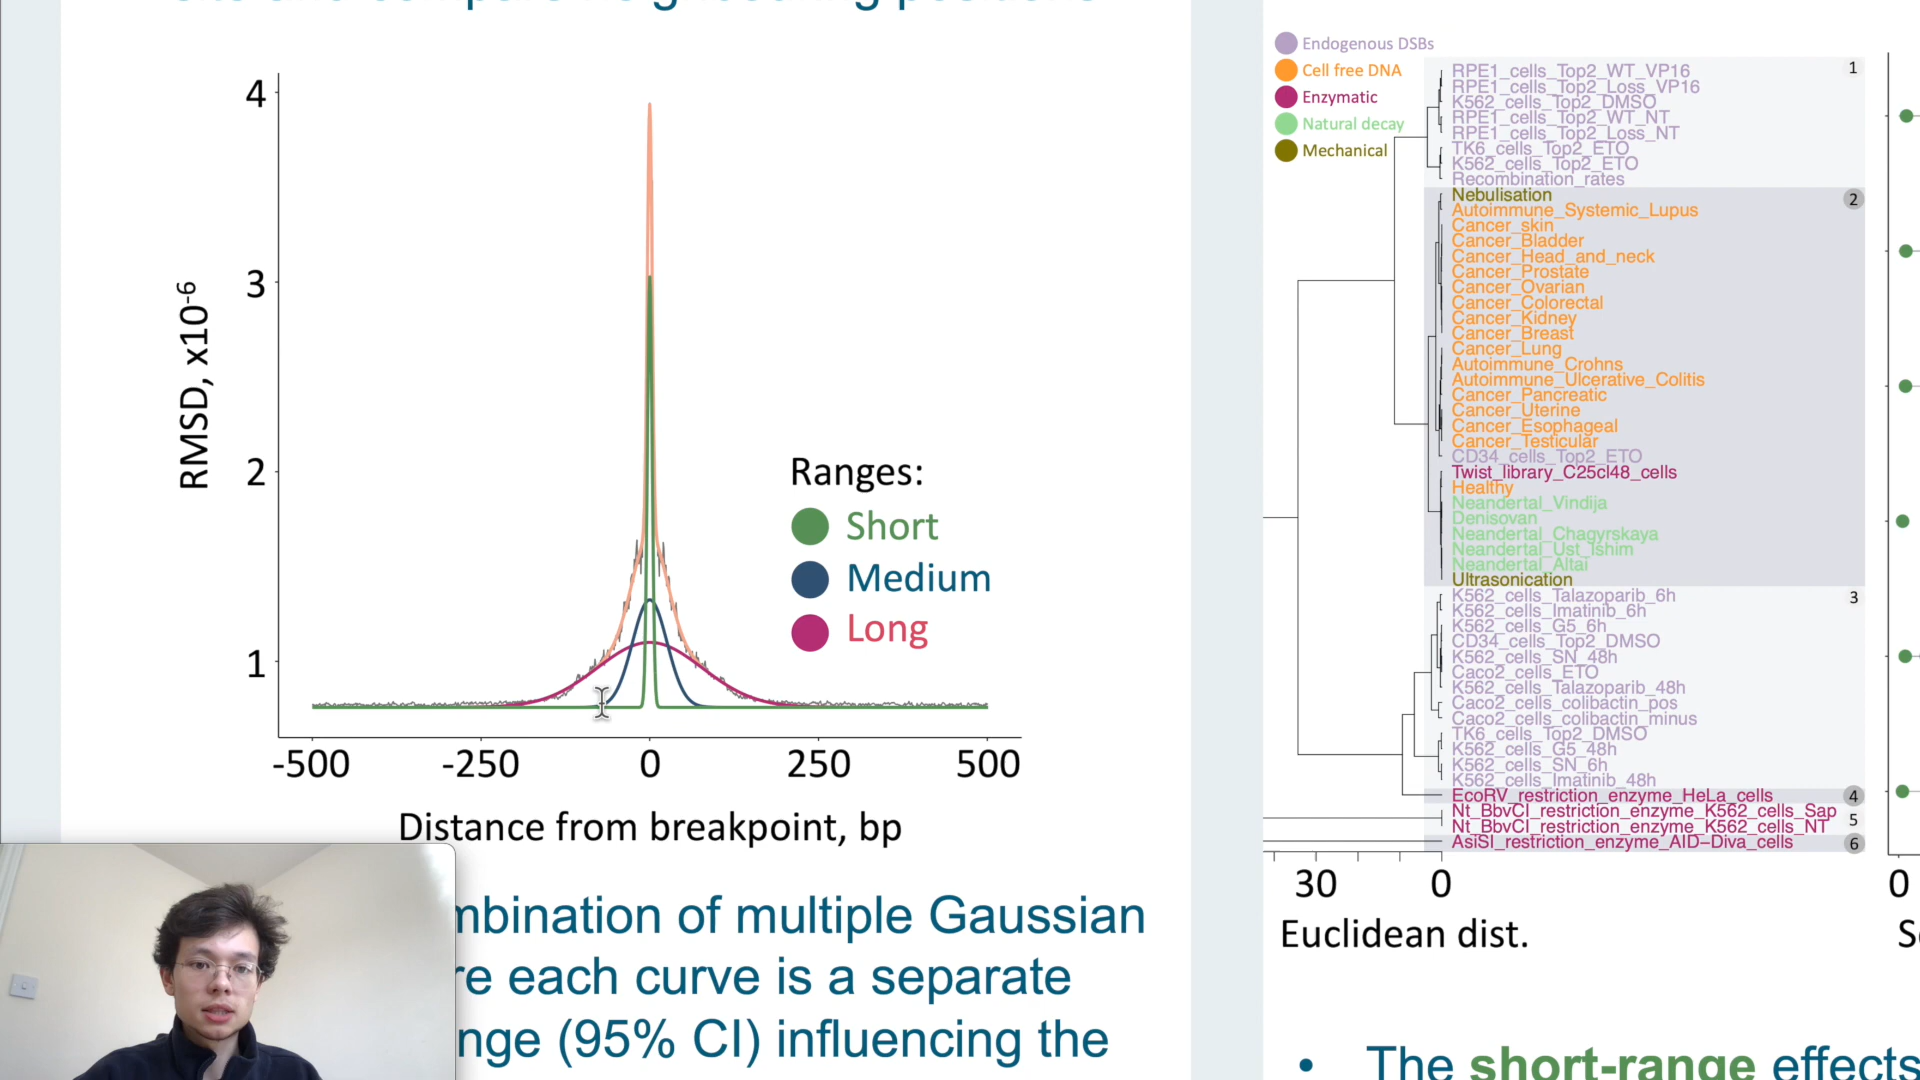 4
3
2
1
RMSD, x10-6
Ranges:
Short
Medium
Long
-500
-250
0
250
500
Distance from breakpoint, bp
mbination of multiple Gaussian
re each curve is a separate
nge (95% CI) influencing the
Endogenous DSBs
Cell free DNA
Enzymatic
Natural decay
Mechanical
RPE1_cells_Top2_WT_VP16
1
RPE1_cells_Top2_Loss_VP16
K562_cells_Top2_DMSO
RPE1_cells_Top2_WT_NT
RPE1_cells_Top2_Loss_NT
TK6_cells_Top2_ETO
K562_cells_Top2_ETO
Recombination_rates
Nebulisation
2
Autoimmune_Systemic_Lupus
Cancer_skin
Cancer_Bladder
Cancer_Head_and_neck
Cancer_Prostate
Cancer_Ovarian
Cancer_Colorectal
Cancer_Kidney
Cancer_Breast
Cancer_Lung
Autoimmune_Crohns
Autoimmune_Ulcerative_Colitis
Cancer_Pancreatic
Cancer_Uterine
Cancer_Esophageal
Cancer_Testicular
CD34_cells_Top2_ETO
Twist_library_C25cl48_cells
Healthy
Neandertal_Vindija
Denisovan
Neandertal_Chagyrskaya
Neandertal_Ust_Ishim
Neandertal_Altai
Ultrasonication
K562_cells_Talazoparib_6h
3
K562_cells_Imatinib_6h
K562_cells_G5_6h
CD34_cells_Top2_DMSO
K562_cells_SN_48h
Caco2_cells_ETO
K562_cells_Talazoparib_48h
Caco2_cells_colibactin_pos
Caco2_cells_colibactin_minus
TK6_cells_Top2_DMSO
K562_cells_G5_48h
K562_cells_SN_6h
K562_cells_Imatinib_48h
EcoRV_restriction_enzyme_HeLa_cells
4
Nt_BbvCI_restriction_enzyme_K562_cells_Sap
5
Nt_BbvCI_restriction_enzyme_K562_cells_NT
AsiSI_restriction_enzyme_AID–Diva_cells
6
30
0
0
Euclidean dist.
• The short-range effects